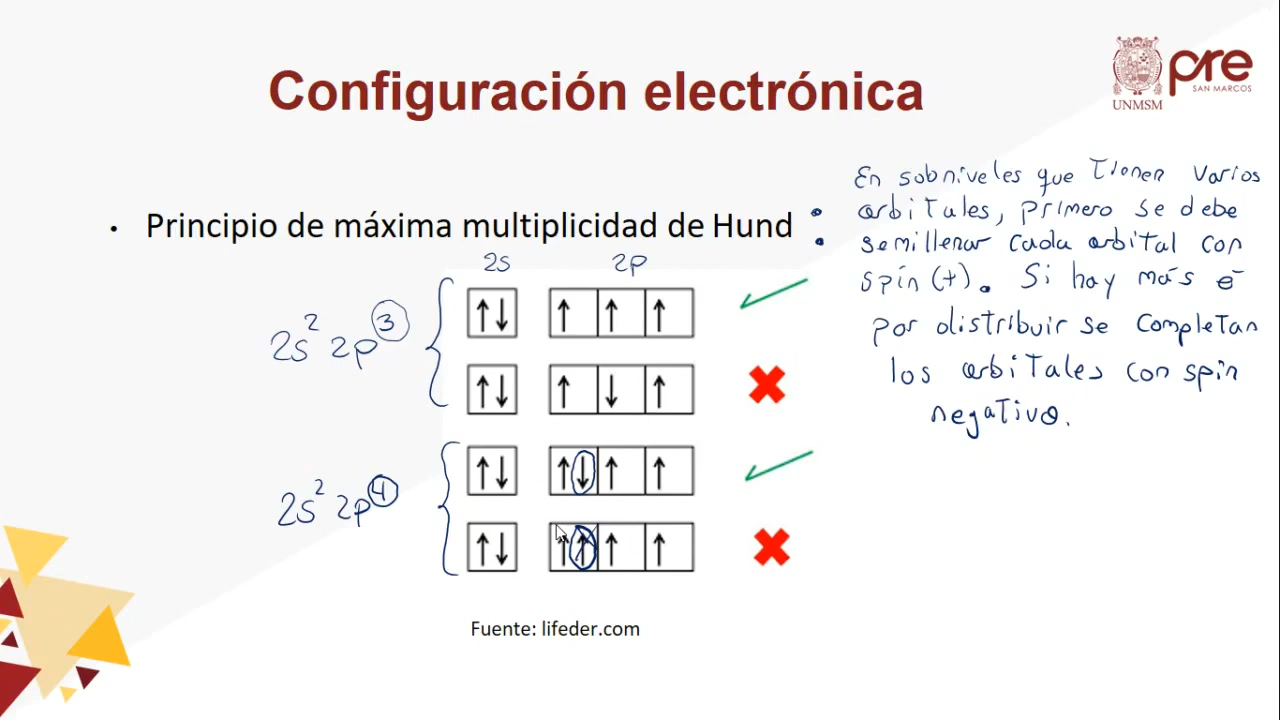 Configuración electrónica
UNMSM
pre
SAN MARCOS
• Principio de máxima multiplicidad de Hund
En subniveles que tienen varios
orbitales, primero se debe
semillenar cada orbital con
spin (+). Si hay más e-
por distribuir se completan
los orbitales con spin
negativo.
2s 2p
2s² 2p③
↑↓ ↑ ↑ ↑
↑↓ ↑ ↓ ↑
2s² 2p④
↑↓ ↑↓ ↑ ↑
↑↓ ↑↑ ↑ ↑
Fuente: lifeder.com